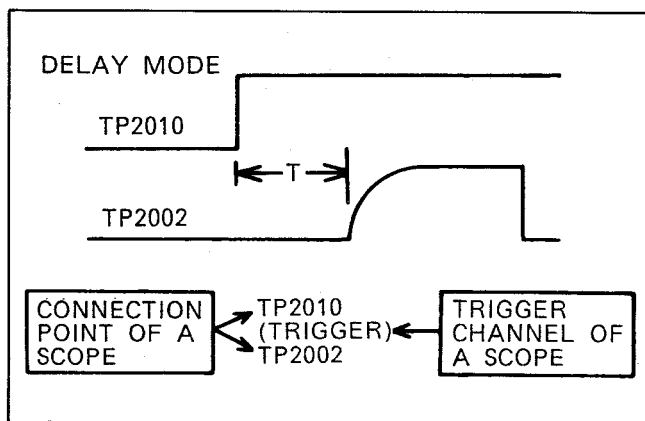 DELAY MODE
TP2010
T
TP2002
CONNECTION
POINT OF A
SCOPE
TP2010
(TRIGGER)
TP2002
TRIGGER
CHANNEL OF
A SCOPE